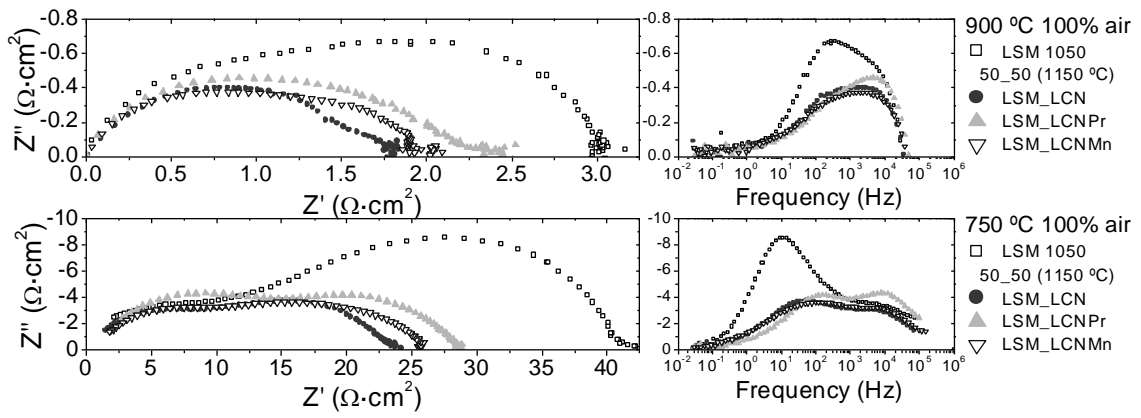 -0.8
-0.6
-0.4
-0.2
0.0
Z'' (Ω·cm²)
0.0 0.5 1.0 1.5 2.0 2.5 3.0
Z' (Ω·cm²)
-0.8
-0.6
-0.4
-0.2
0.0
10⁻² 10⁻¹ 10⁰ 10¹ 10² 10³ 10⁴ 10⁵ 10⁶
Frequency (Hz)
900 ºC 100% air
LSM 1050
50_50 (1150 ºC)
LSM_LCN
LSM_LCNPr
LSM_LCNMn
-10
-8
-6
-4
-2
0
Z'' (Ω·cm²)
0 5 10 15 20 25 30 35 40
Z' (Ω·cm²)
-10
-8
-6
-4
-2
0
10⁻² 10⁻¹ 10⁰ 10¹ 10² 10³ 10⁴ 10⁵ 10⁶
Frequency (Hz)
750 ºC 100% air
LSM 1050
50_50 (1150 ºC)
LSM_LCN
LSM_LCNPr
LSM_LCNMn